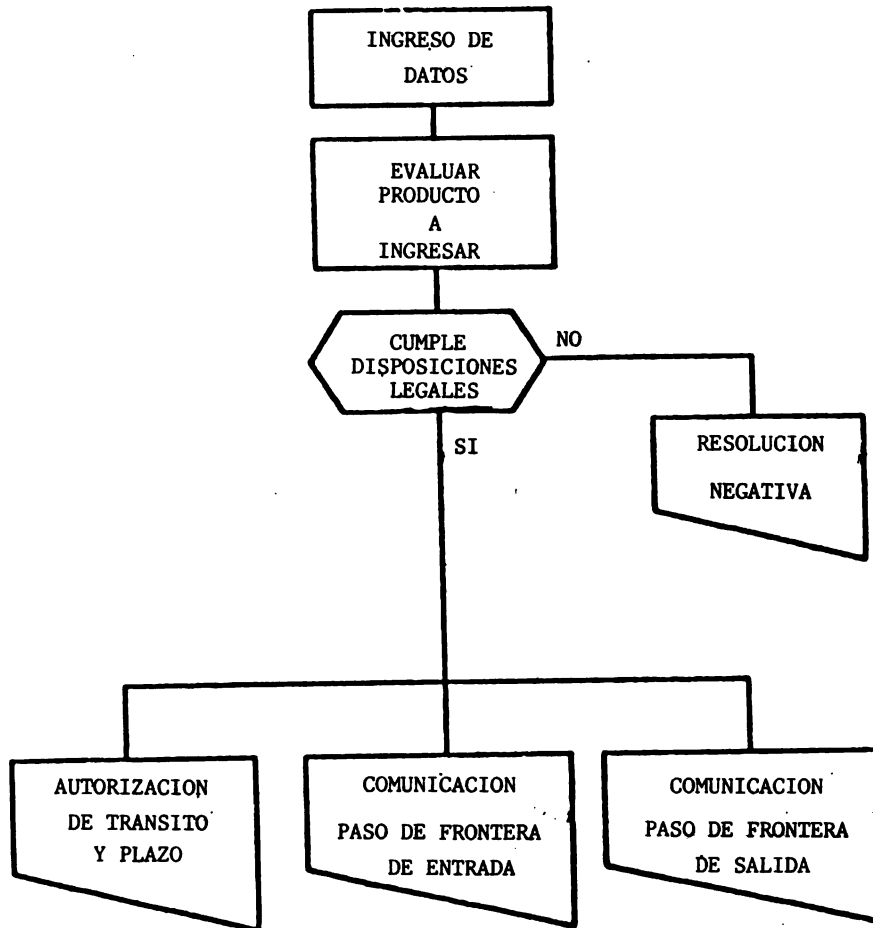 INGRESO DE
DATOS
EVALUAR
PRODUCTO
A
INGRESAR
CUMPLE
DISPOSICIONES
LEGALES
NO
SI
RESOLUCION
NEGATIVA
AUTORIZACION
DE TRANSITO
Y PLAZO
COMUNICACION
PASO DE FRONTERA
DE ENTRADA
COMUNICACION
PASO DE FRONTERA
DE SALIDA